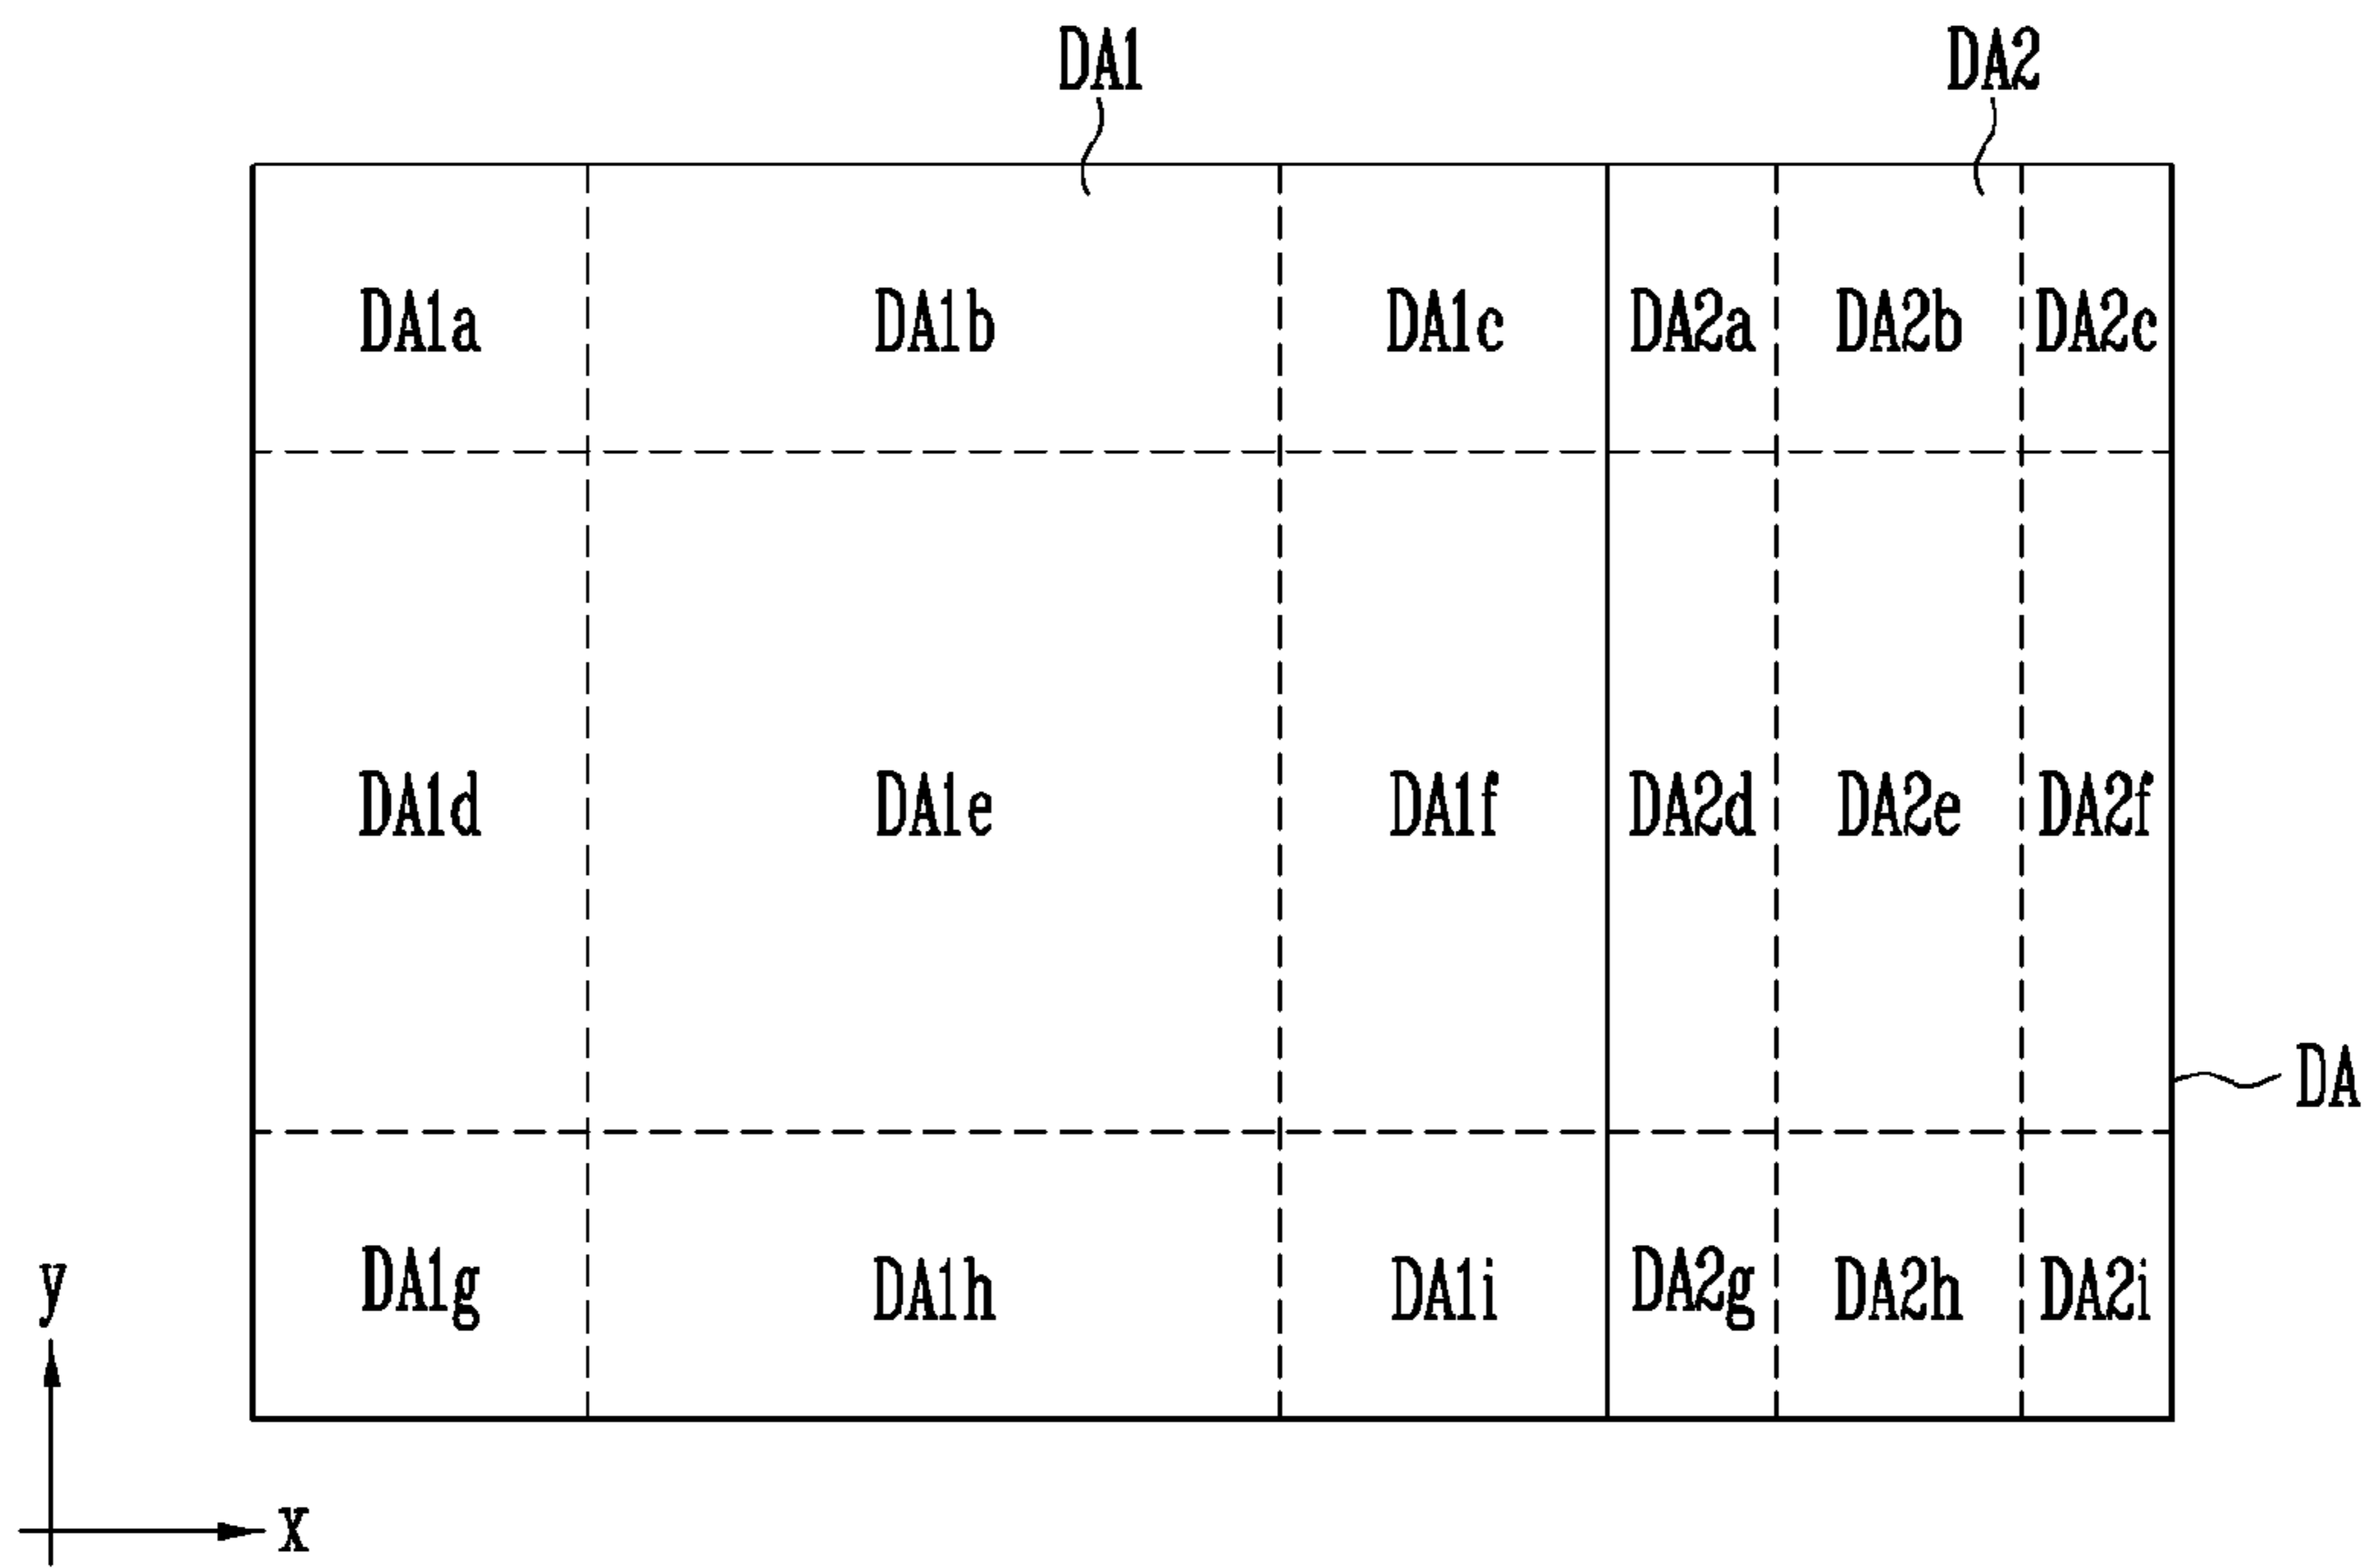 DA1 DA2
DA1a DA1b DA1c DA2a DA2b DA2c
DA1d DA1e DA1f DA2d DA2e DA2f
DA
DA1g DA1h DA1i DA2g DA2h DA2i
y
x